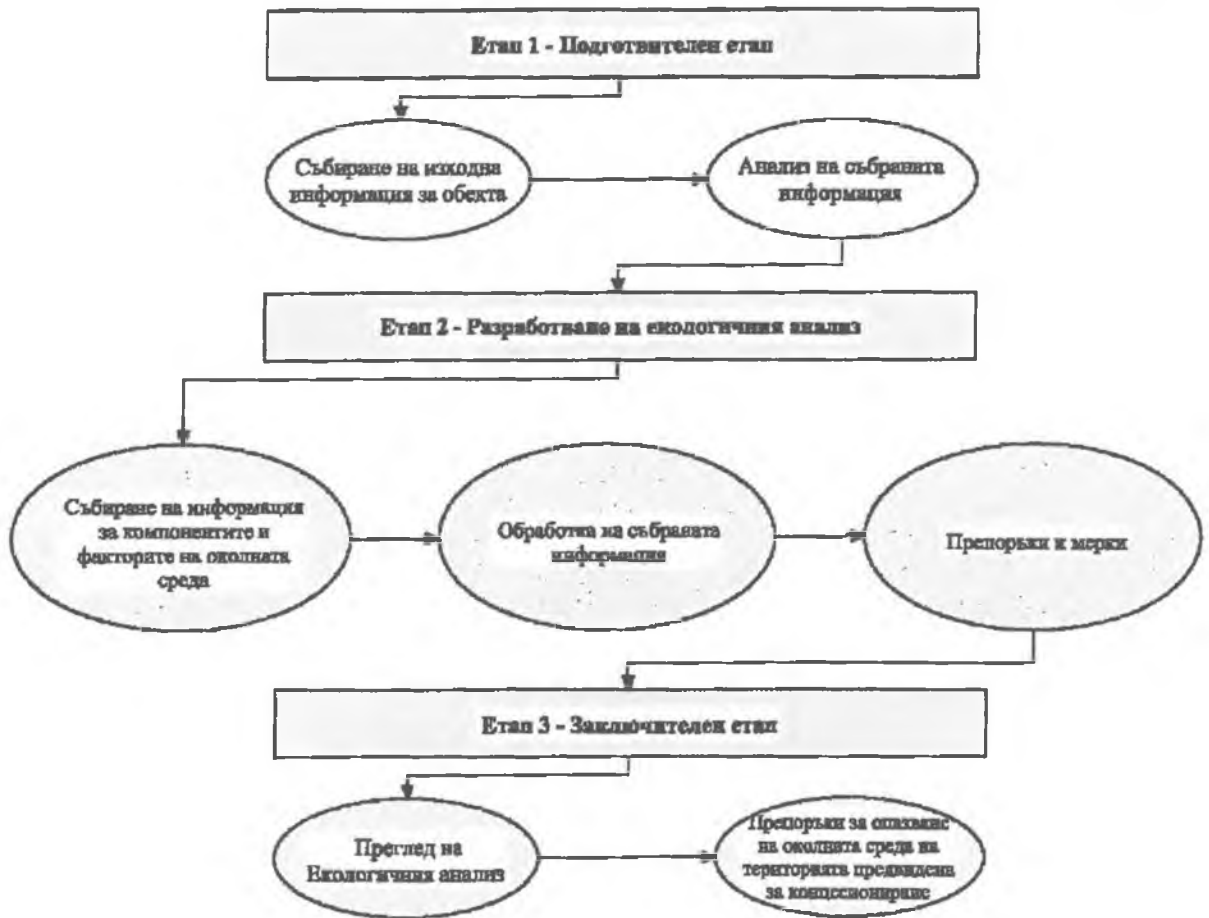 Етап 1 - Подготвителен етап
Събиране на изходна
информация за обекта
Анализ на събраната
информация
Етап 2 - Разработване на екологичния анализ
Събиране на информация
за компонентите и
факторите на околната
среда
Обработка на събраната
информация
Препоръки и мерки
Етап 3 - Заключителен етап
Преглед на
Екологичния анализ
Препоръки за опазване
на околната среда на
територията предвидена
за концесиониране